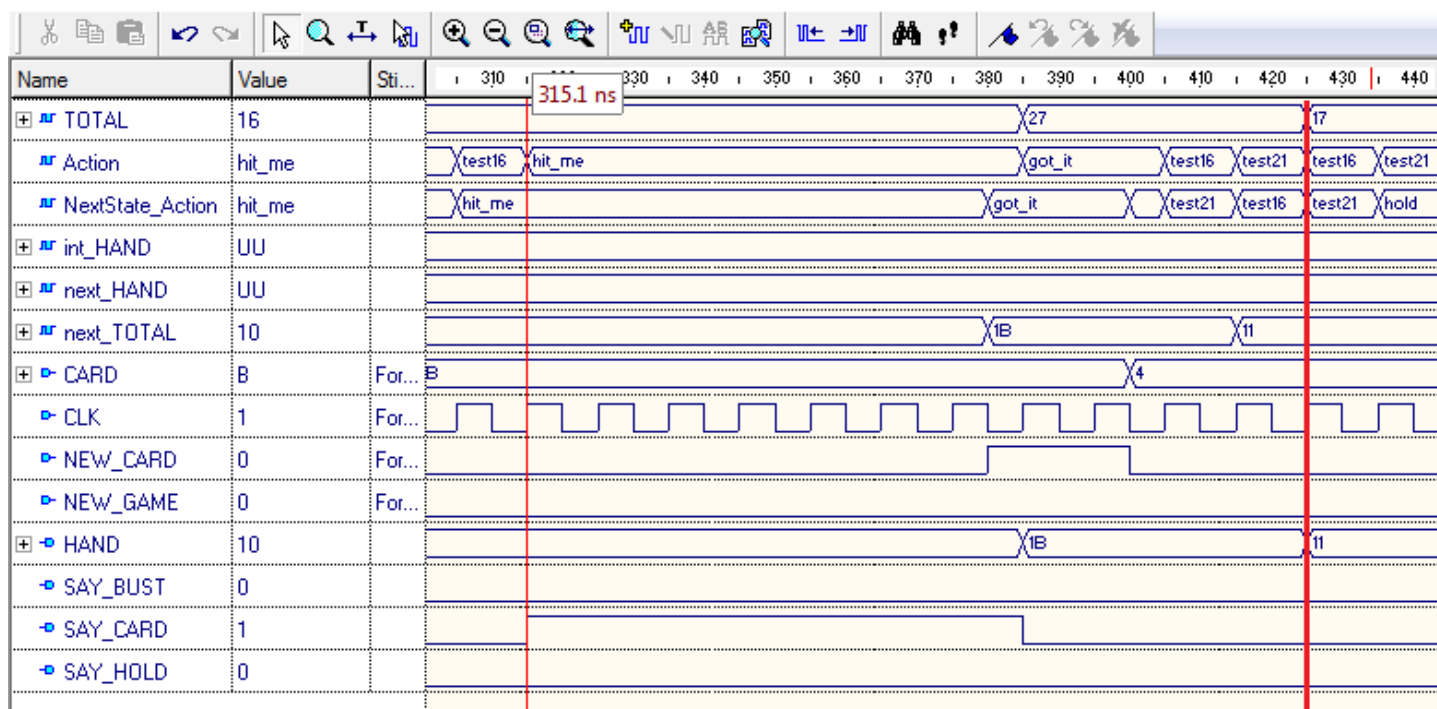 AB
Name Value Sti... 310 330 340 350 360 370 380 390 400 410 420 430 440
315.1 ns
TOTAL 16 27 17
Action hit_me test16 hit_me got_it test16 test21 test16 test21
NextState_Action hit_me hit_me got_it test21 test16 test21 hold
int_HAND UU
next_HAND UU
next_TOTAL 10 1B 11
CARD B For... B 4
CLK 1 For...
NEW_CARD 0 For...
NEW_GAME 0 For...
HAND 10 1B 11
SAY_BUST 0
SAY_CARD 1
SAY_HOLD 0